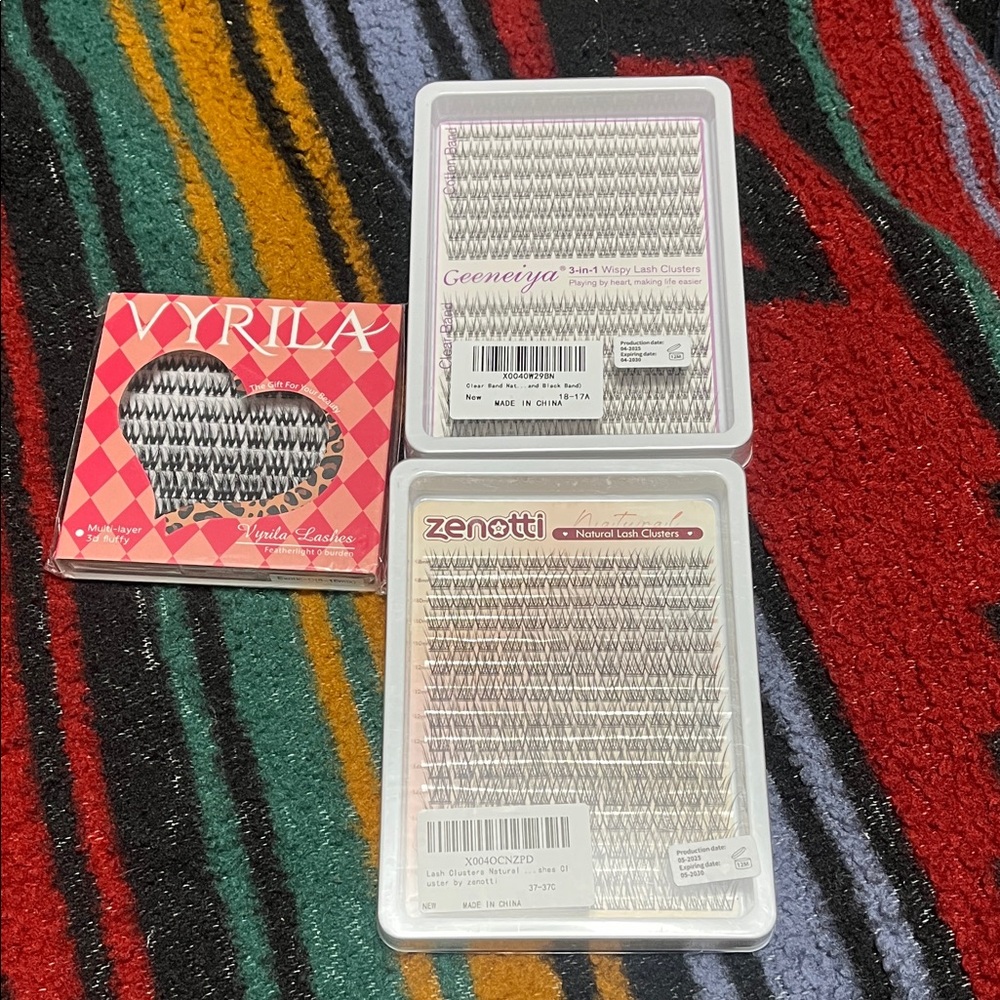 VYRILA
The Gift For Your Beauty
Multi-layer
3d fluffy
Vyrila Lashes
Featherlight 0 burden
Cotton Band
Geeneiya® 3-in-1 Wispy Lash Clusters
Playing by heart, making life easier
Clear Band
Production date:
04-2025
Expiring date:
04-2030
12M
X0040W29BN
Clear Band Nat...and Black Band)
New 18-17A
MADE IN CHINA
zenotti
Natural Lash Clusters
X004OCNZPD
Lash Clusters Natural ...shes Cl
uster by zenotti
37-37C
NEW MADE IN CHINA
Production date:
05-2025
Expiring date:
05-2030
12M